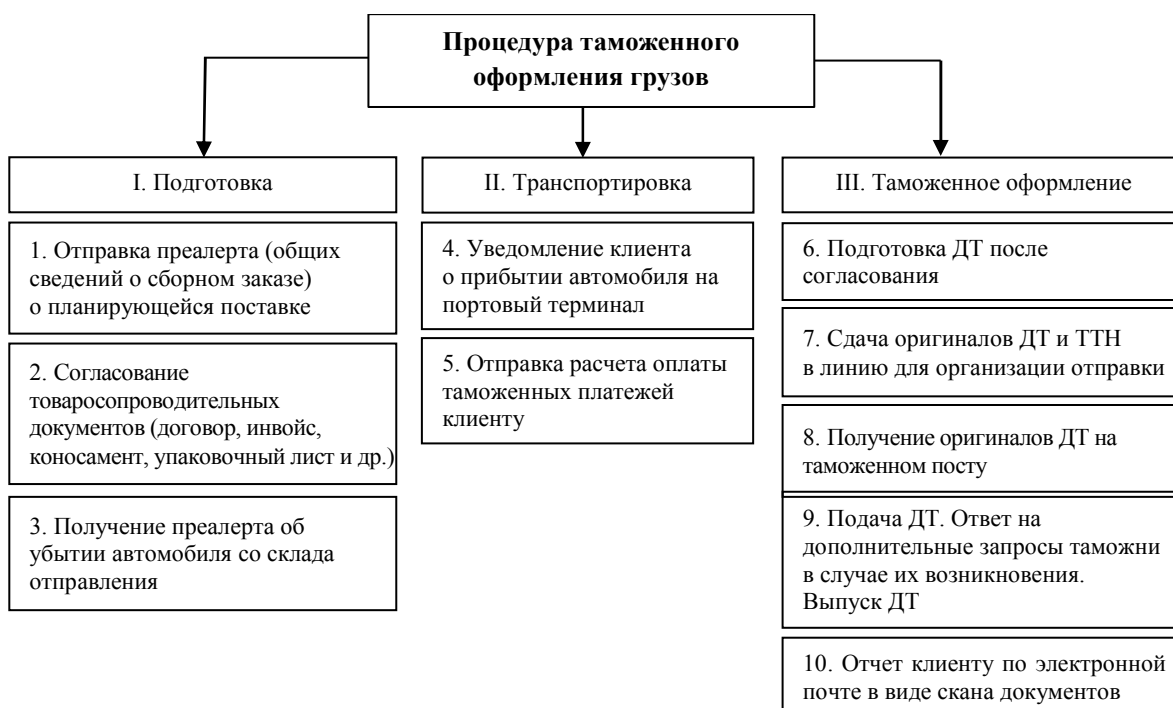 Процедура таможенного
оформления грузов
I. Подготовка
1. Отправка преалерта (общих
сведений о сборном заказе)
о планирующейся поставке
2. Согласование
товаросопроводительных
документов (договор, инвойс,
коносамент, упаковочный лист и др.)
3. Получение преалерта об
убытии автомобиля со склада
отправления
II. Транспортировка
4. Уведомление клиента
о прибытии автомобиля на
портовый терминал
5. Отправка расчета оплаты
таможенных платежей
клиенту
III. Таможенное оформление
6. Подготовка ДТ после
согласования
7. Сдача оригиналов ДТ и ТТН
в линию для организации отправки
8. Получение оригиналов ДТ на
таможенном посту
9. Подача ДТ. Ответ на
дополнительные запросы таможни
в случае их возникновения.
Выпуск ДТ
10. Отчет клиенту по электронной
почте в виде скана документов